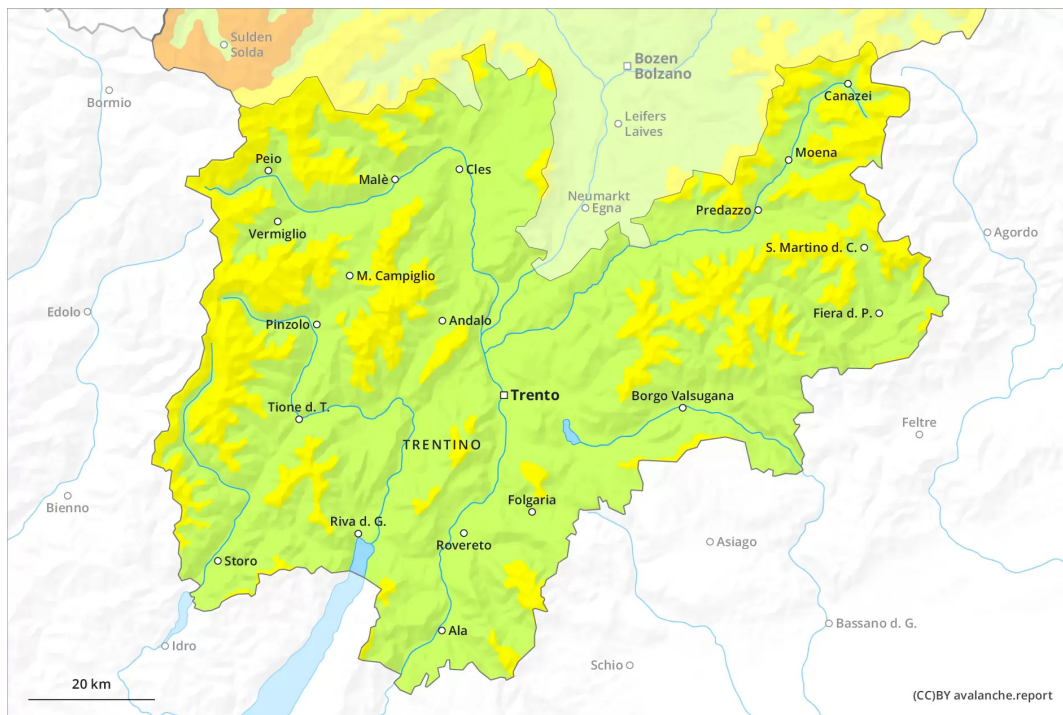 Sulden
Solda
Bozen
Bolzano
Bormio
Canazei
Leifers
Laives
Peio
Moena
Malè
Cles
Neumarkt
Egna
Predazzo
Vermiglio
Agordo
S. Martino d. C.
M. Campiglio
Edolo
Pinzolo
Andalo
Fiera d. P.
Trento
Borgo Valsugana
Tione d. T.
Feltre
TRENTINO
Bienno
Folgaria
Riva d. G.
Rovereto
Asiago
Storo
Bassano d. G.
Ala
Idro
Schio
20 km
(CC)BY avalanche.report